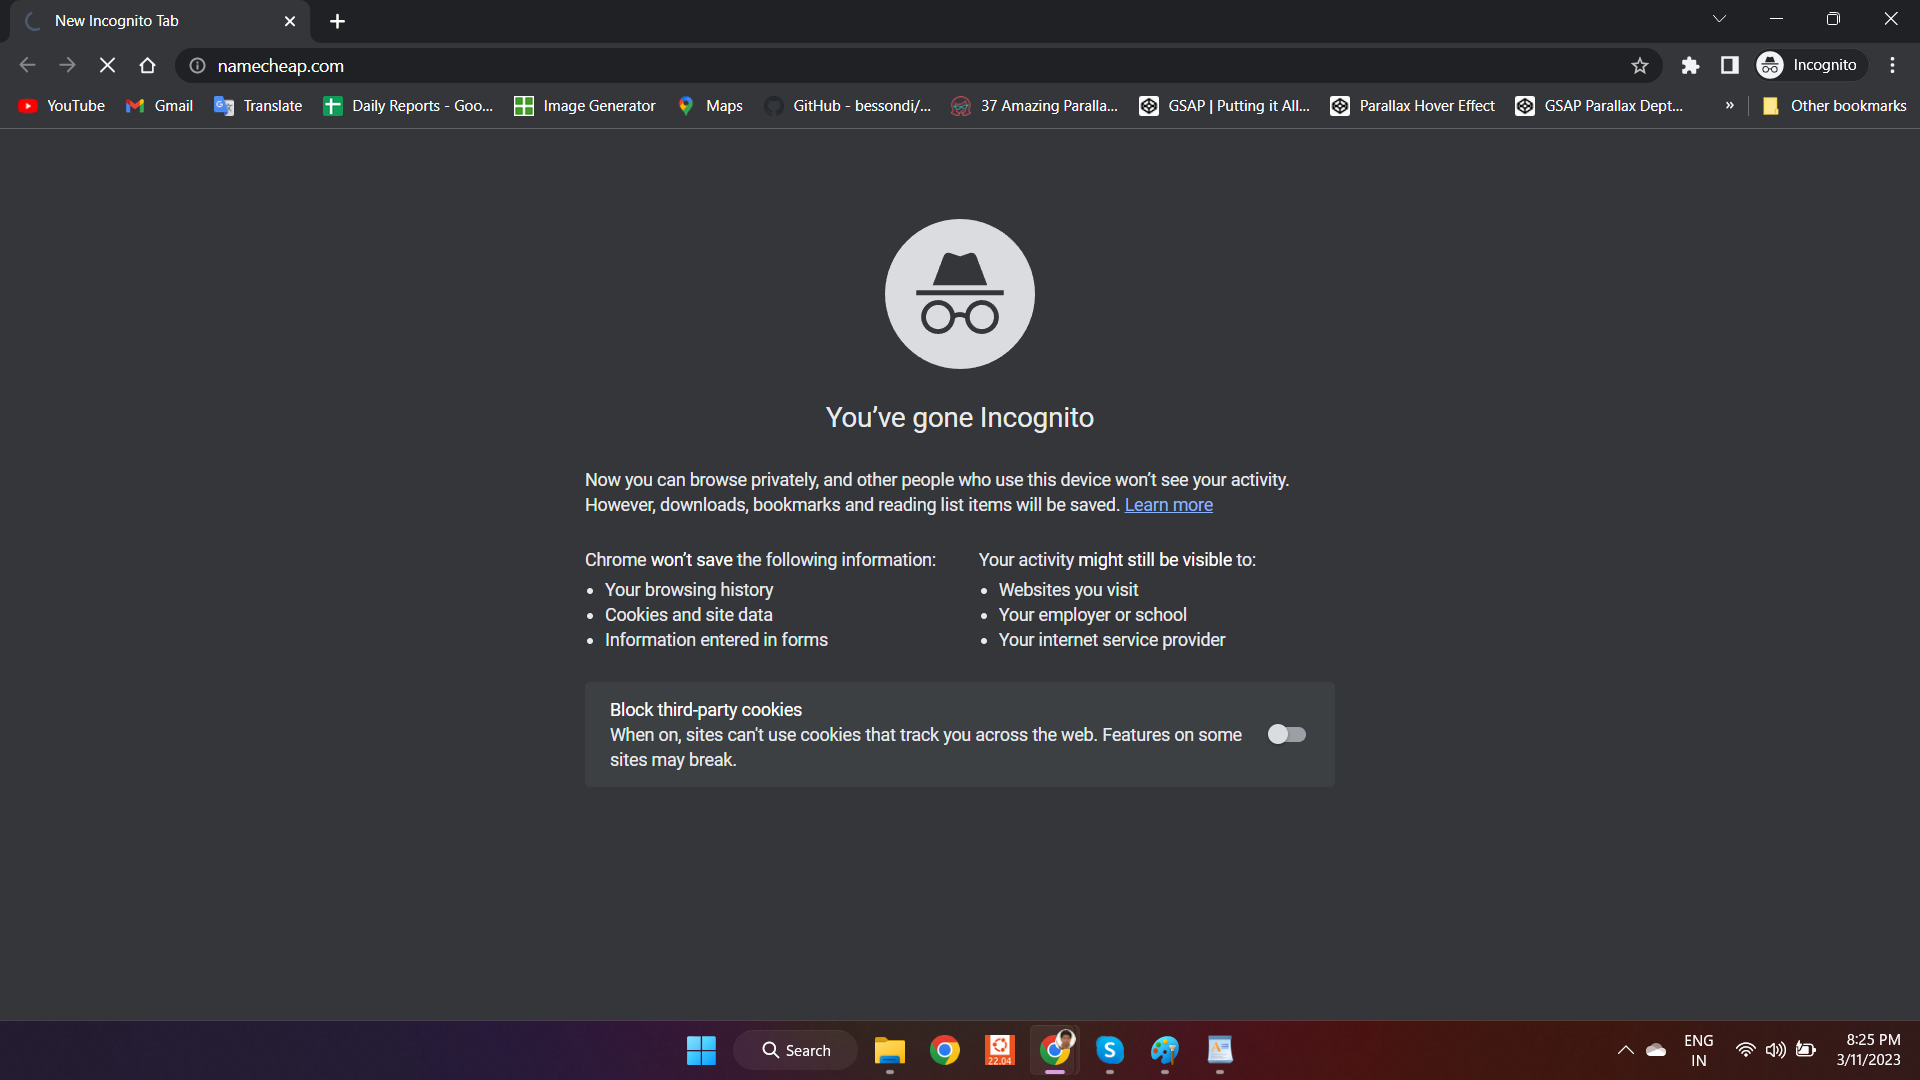 New Incognito Tab
namecheap.com
Incognito
YouTube
Gmail
Translate
Daily Reports - Goo...
Image Generator
Maps
GitHub - bessondi/...
37 Amazing Paralla...
GSAP | Putting it All...
Parallax Hover Effect
GSAP Parallax Dept...
»
Other bookmarks
You've gone Incognito
Now you can browse privately, and other people who use this device won't see your activity.
However, downloads, bookmarks and reading list items will be saved. Learn more
Chrome won't save the following information:
• Your browsing history
• Cookies and site data
• Information entered in forms
Your activity might still be visible to:
• Websites you visit
• Your employer or school
• Your internet service provider
Block third-party cookies
When on, sites can't use cookies that track you across the web. Features on some
sites may break.
Search
22.04
ENG
IN
8:25 PM
3/11/2023